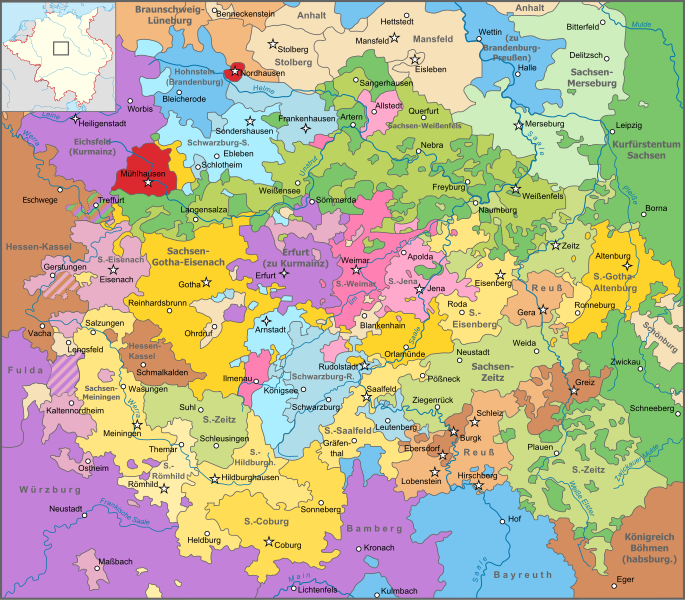 Braunschweig-
Lüneburg
Benneckenstein
Anhalt
Hettstedt
Anhalt
Bitterfeld
Mulde
Wettin
(zu
Brandenburg-
Preußen)
Mansfeld
Mansfeld
Stolberg
Stolberg
Eisleben
Halle
Delitzsch
Sachsen-
Merseburg
Hohnstein
(Brandenburg)
Nordhausen
Helme
Sangerhausen
Bleicherode
Worbis
Allstedt
Querfurt
Leine
Heiligenstadt
Sondershausen
Frankenhausen
Artern
Sachsen-Weißenfels
Merseburg
Saale
Leipzig
Kurfürstentum
Sachsen
Werra
Eichsfeld
(Kurmainz)
Schwarzburg-S.
Ebleben
Schlotheim
Unstrut
Nebra
Mühlhausen
Weißensee
Freyburg
Weißenfels
Pleiße
Eschwege
Treffurt
Langensalza
Sömmerda
Naumburg
Borna
Hessen-Kassel
S.-Eisenach
Sachsen-
Gotha-Eisenach
Erfurt
(zu Kurmainz)
Weimar
Apolda
Zeitz
Altenburg
Gerstungen
Eisenach
Gotha
Erfurt
S.-Weimar
S.-Jena
Jena
Eisenberg
Reuß
S.-Gotha-
Altenburg
Reinhardsbrunn
Roda
S.-
Eisenberg
Gera
Ronneburg
Vacha
Salzungen
Ohrdruf
Arnstadt
Blankenhain
Schönburg
Lengsfeld
Hessen-
Kassel
Saale
Orlamünde
Weida
Fulda
Schmalkalden
Ilmenau
Rudolstadt
Neustadt
Zwickau
Sachsen-
Meiningen
Wasungen
Königsee
Schwarzburg-R.
Saalfeld
Pößneck
Sachsen-
Zeitz
Greiz
Kaltennordheim
Werra
Suhl
S.-Zeitz
Schwarzburg
Ziegenrück
Schneeberg
Meiningen
Schleusingen
S.-Saalfeld
Leutenberg
Schleiz
Themar
S.-
Hildburgh.
Gräfen-
thal
Burgk
Ebersdorf
Reuß
Plauen
S.-Zeitz
Zwickauer Mulde
Ostheim
S.-
Römhild
Hildburghausen
Lobenstein
Hirschberg
Weiße Elster
Würzburg
Römhild
Neustadt
Fränkische Saale
S.-Coburg
Sonneberg
Hof
Heldburg
Coburg
Bamberg
Kronach
Königreich
Böhmen
(habsburg.)
Maßbach
Saale
Bayreuth
Eger
Main
Lichtenfels
Kulmbach